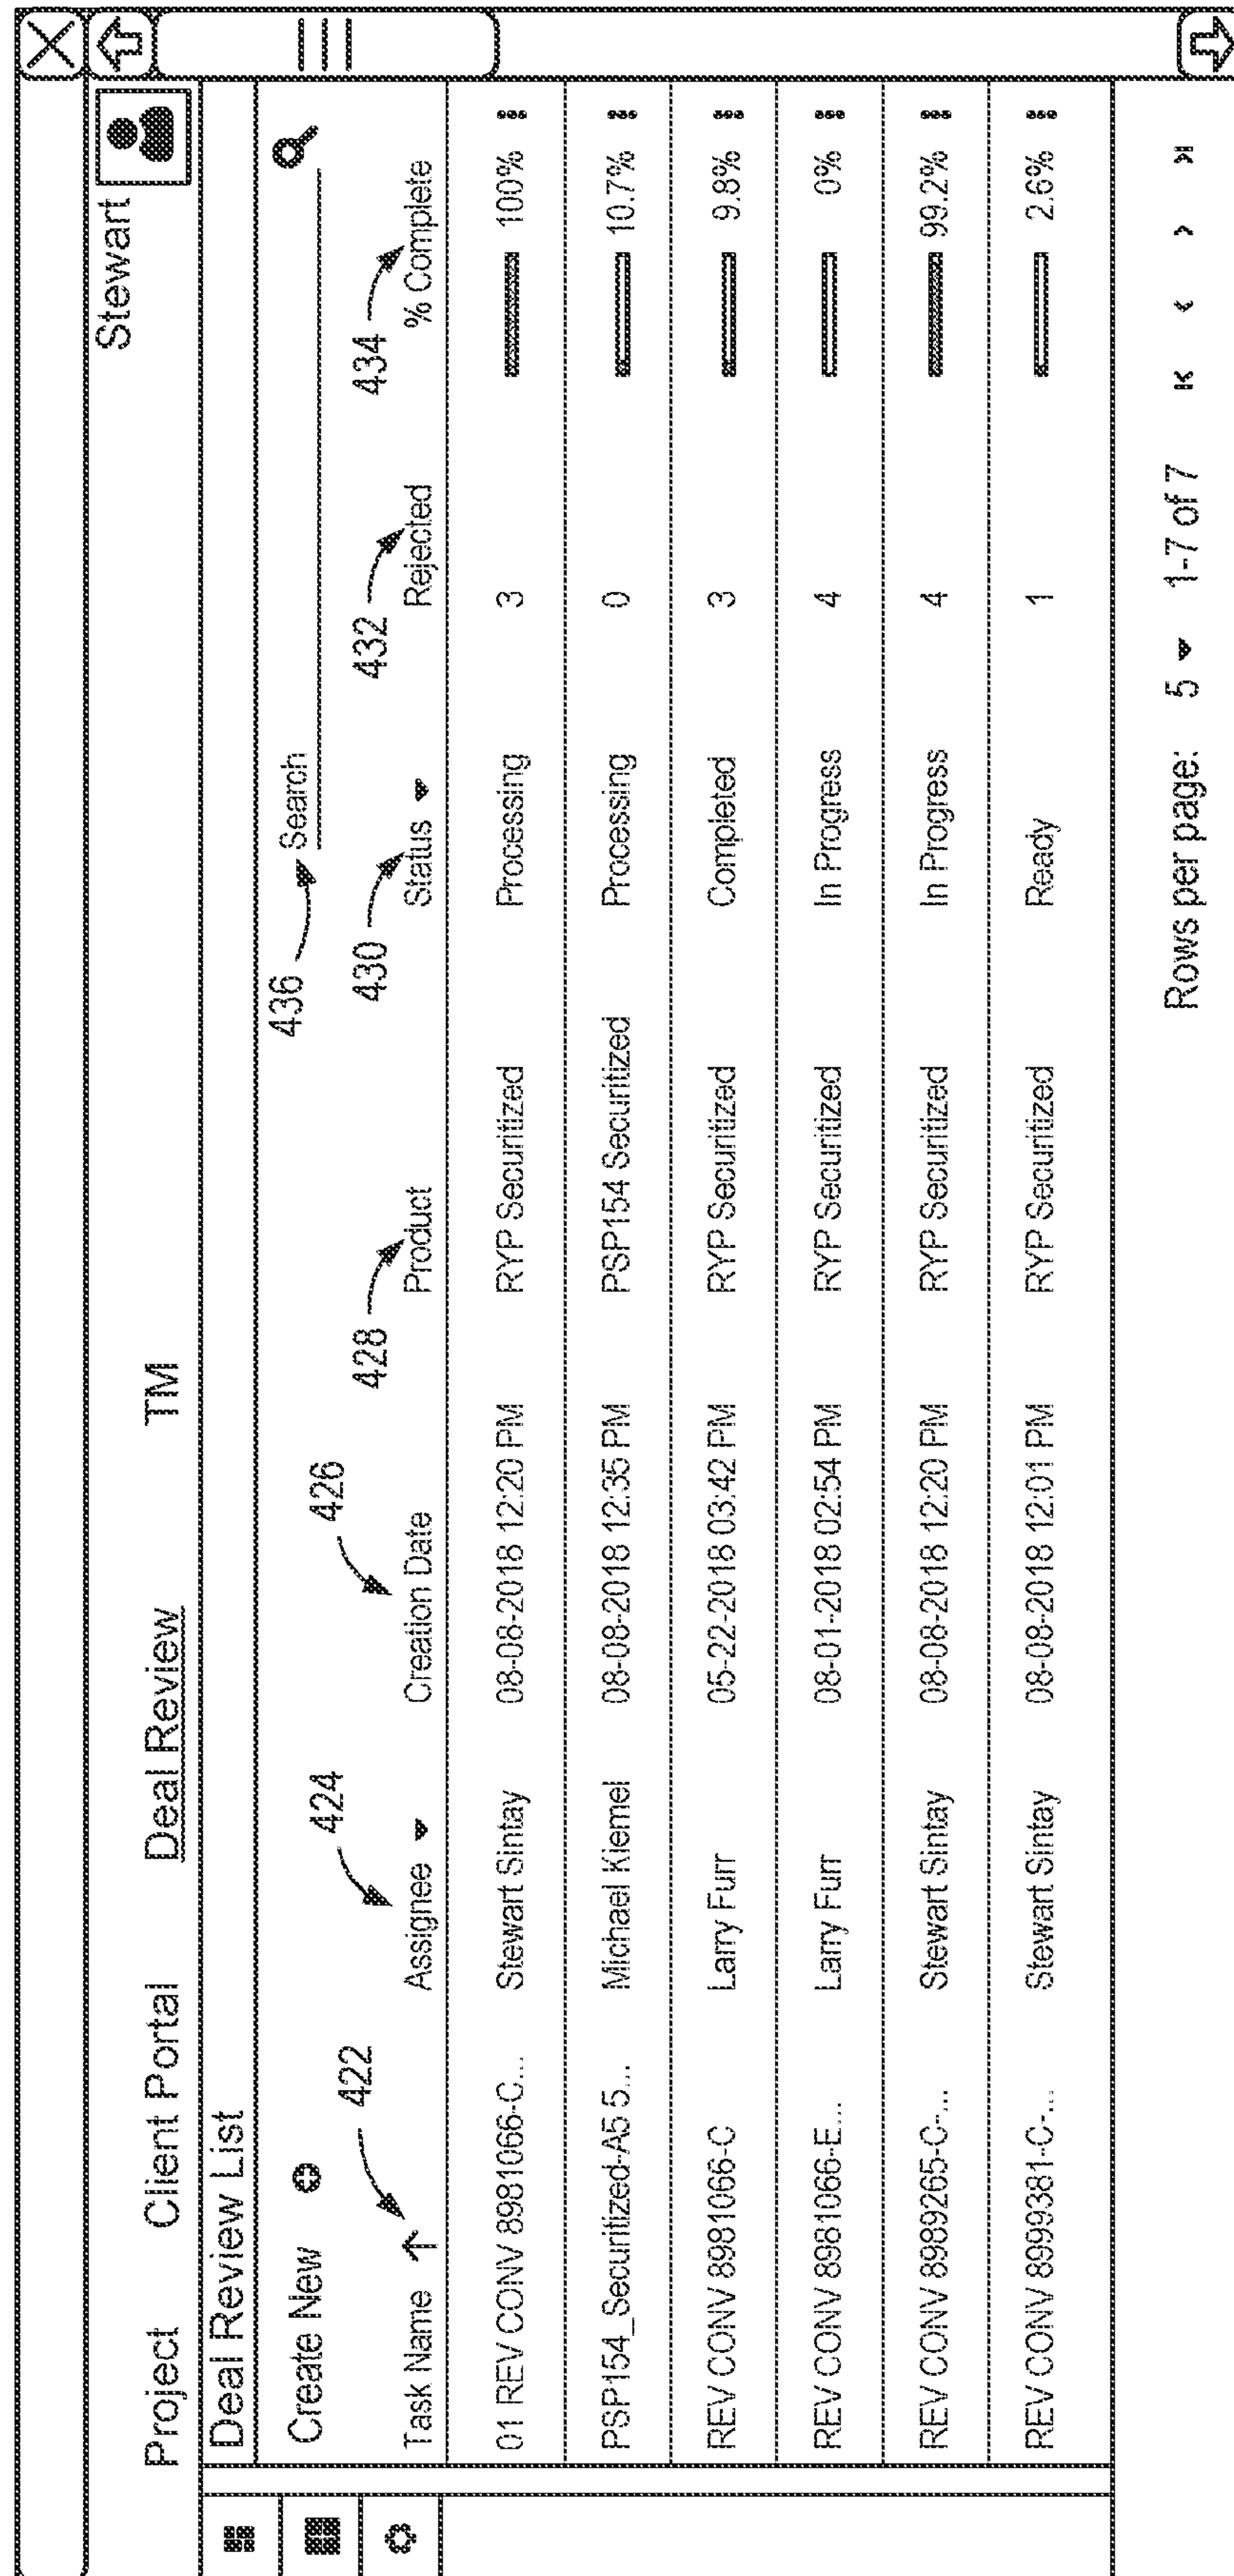 Stewart
Project Client Portal Deal Review TM
Deal Review List
Create New 436 Search
422 424 426 428 430 432 434
Task Name Assignee Creation Date Product Status Rejected % Complete
01 REV CONV 8981066-C... Stewart Sintay 08-08-2018 12:20 PM RYP Securitized Processing 3 100%
PSP154_Securitized-A5 5... Michael Kiemel 08-08-2018 12:35 PM PSP154 Securitized Processing 0 10.7%
REV CONV 8981066-C Larry Furr 05-22-2018 03:42 PM RYP Securitized Completed 3 9.8%
REV CONV 8981066-E... Larry Furr 08-01-2018 02:54 PM RYP Securitized In Progress 4 0%
REV CONV 8989265-C-... Stewart Sintay 08-08-2018 12:20 PM RYP Securitized In Progress 4 99.2%
REV CONV 8999381-C-... Stewart Sintay 08-08-2018 12:01 PM RYP Securitized Ready 1 2.6%
Rows per page: 5 1-7 of 7